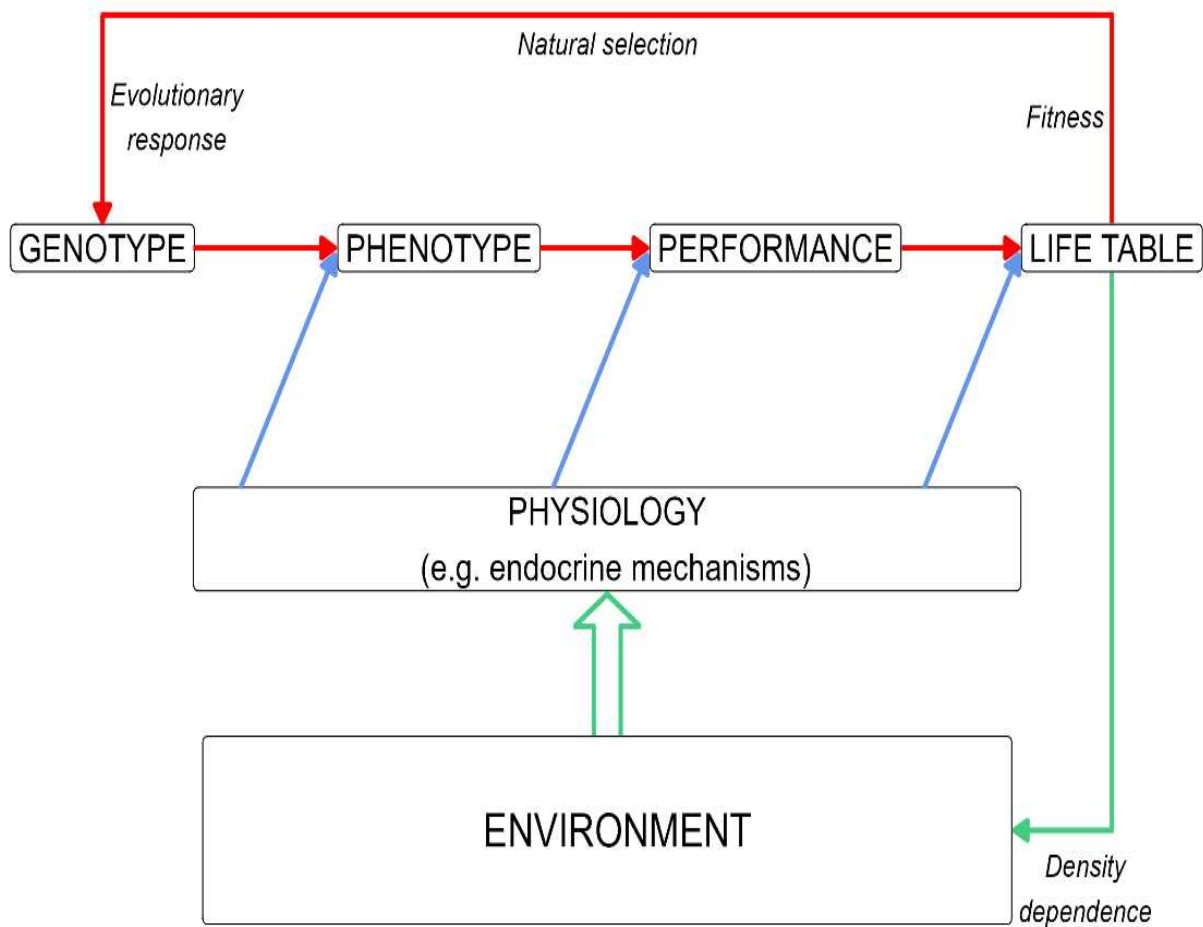 Natural selection
Evolutionary
response
Fitness
GENOTYPE
PHENOTYPE
PERFORMANCE
LIFE TABLE
PHYSIOLOGY
(e.g. endocrine mechanisms)
ENVIRONMENT
Density
dependence